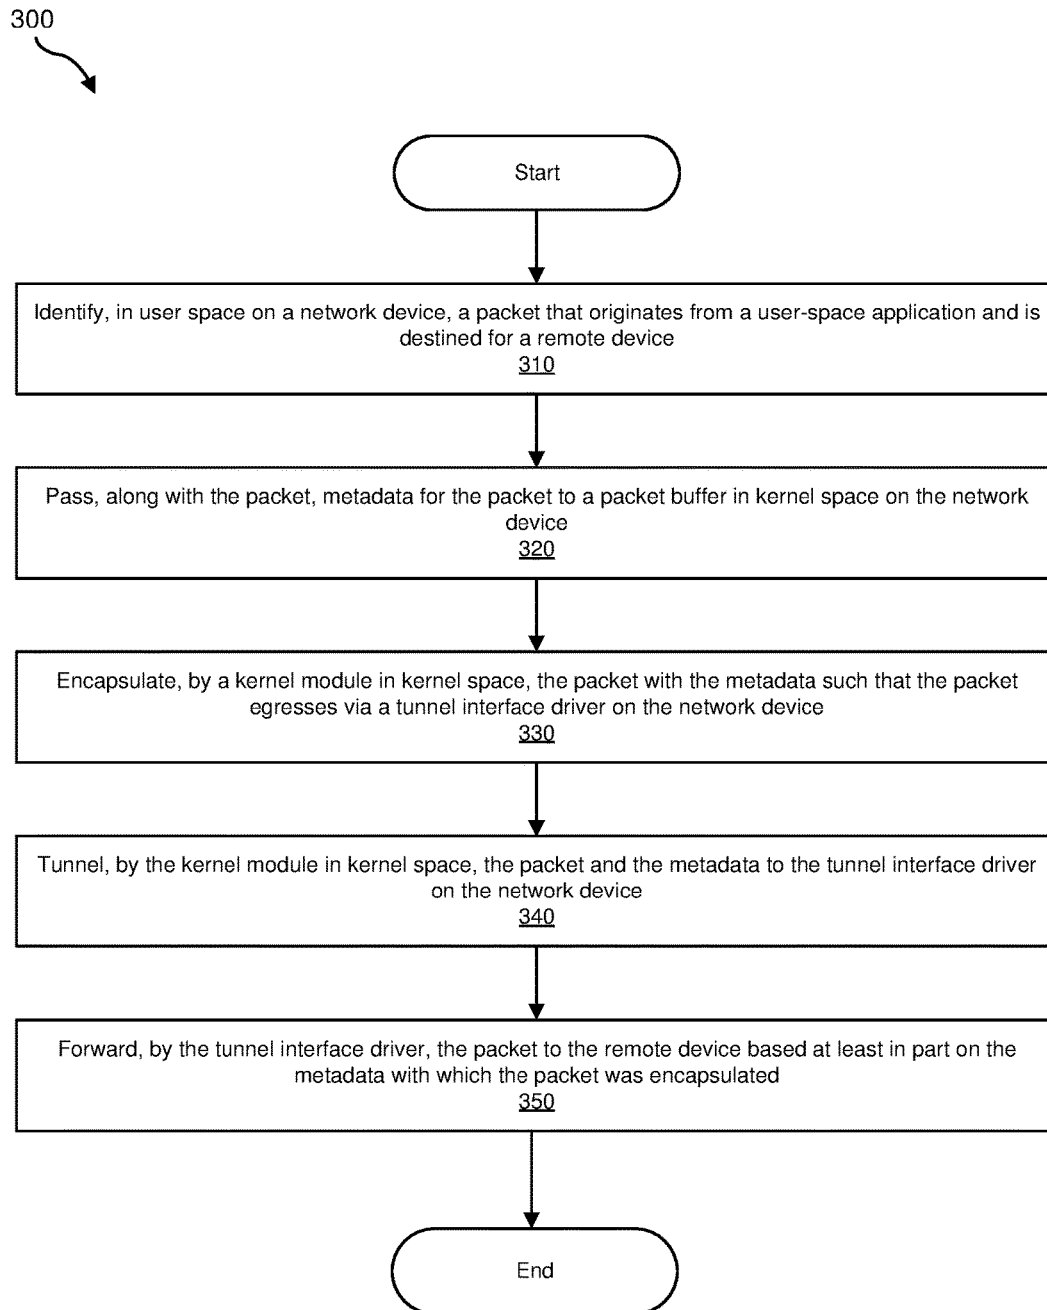 300
Start
Identify, in user space on a network device, a packet that originates from a user-space application and is
destined for a remote device
310
Pass, along with the packet, metadata for the packet to a packet buffer in kernel space on the network
device
320
Encapsulate, by a kernel module in kernel space, the packet with the metadata such that the packet
egresses via a tunnel interface driver on the network device
330
Tunnel, by the kernel module in kernel space, the packet and the metadata to the tunnel interface driver
on the network device
340
Forward, by the tunnel interface driver, the packet to the remote device based at least in part on the
metadata with which the packet was encapsulated
350
End